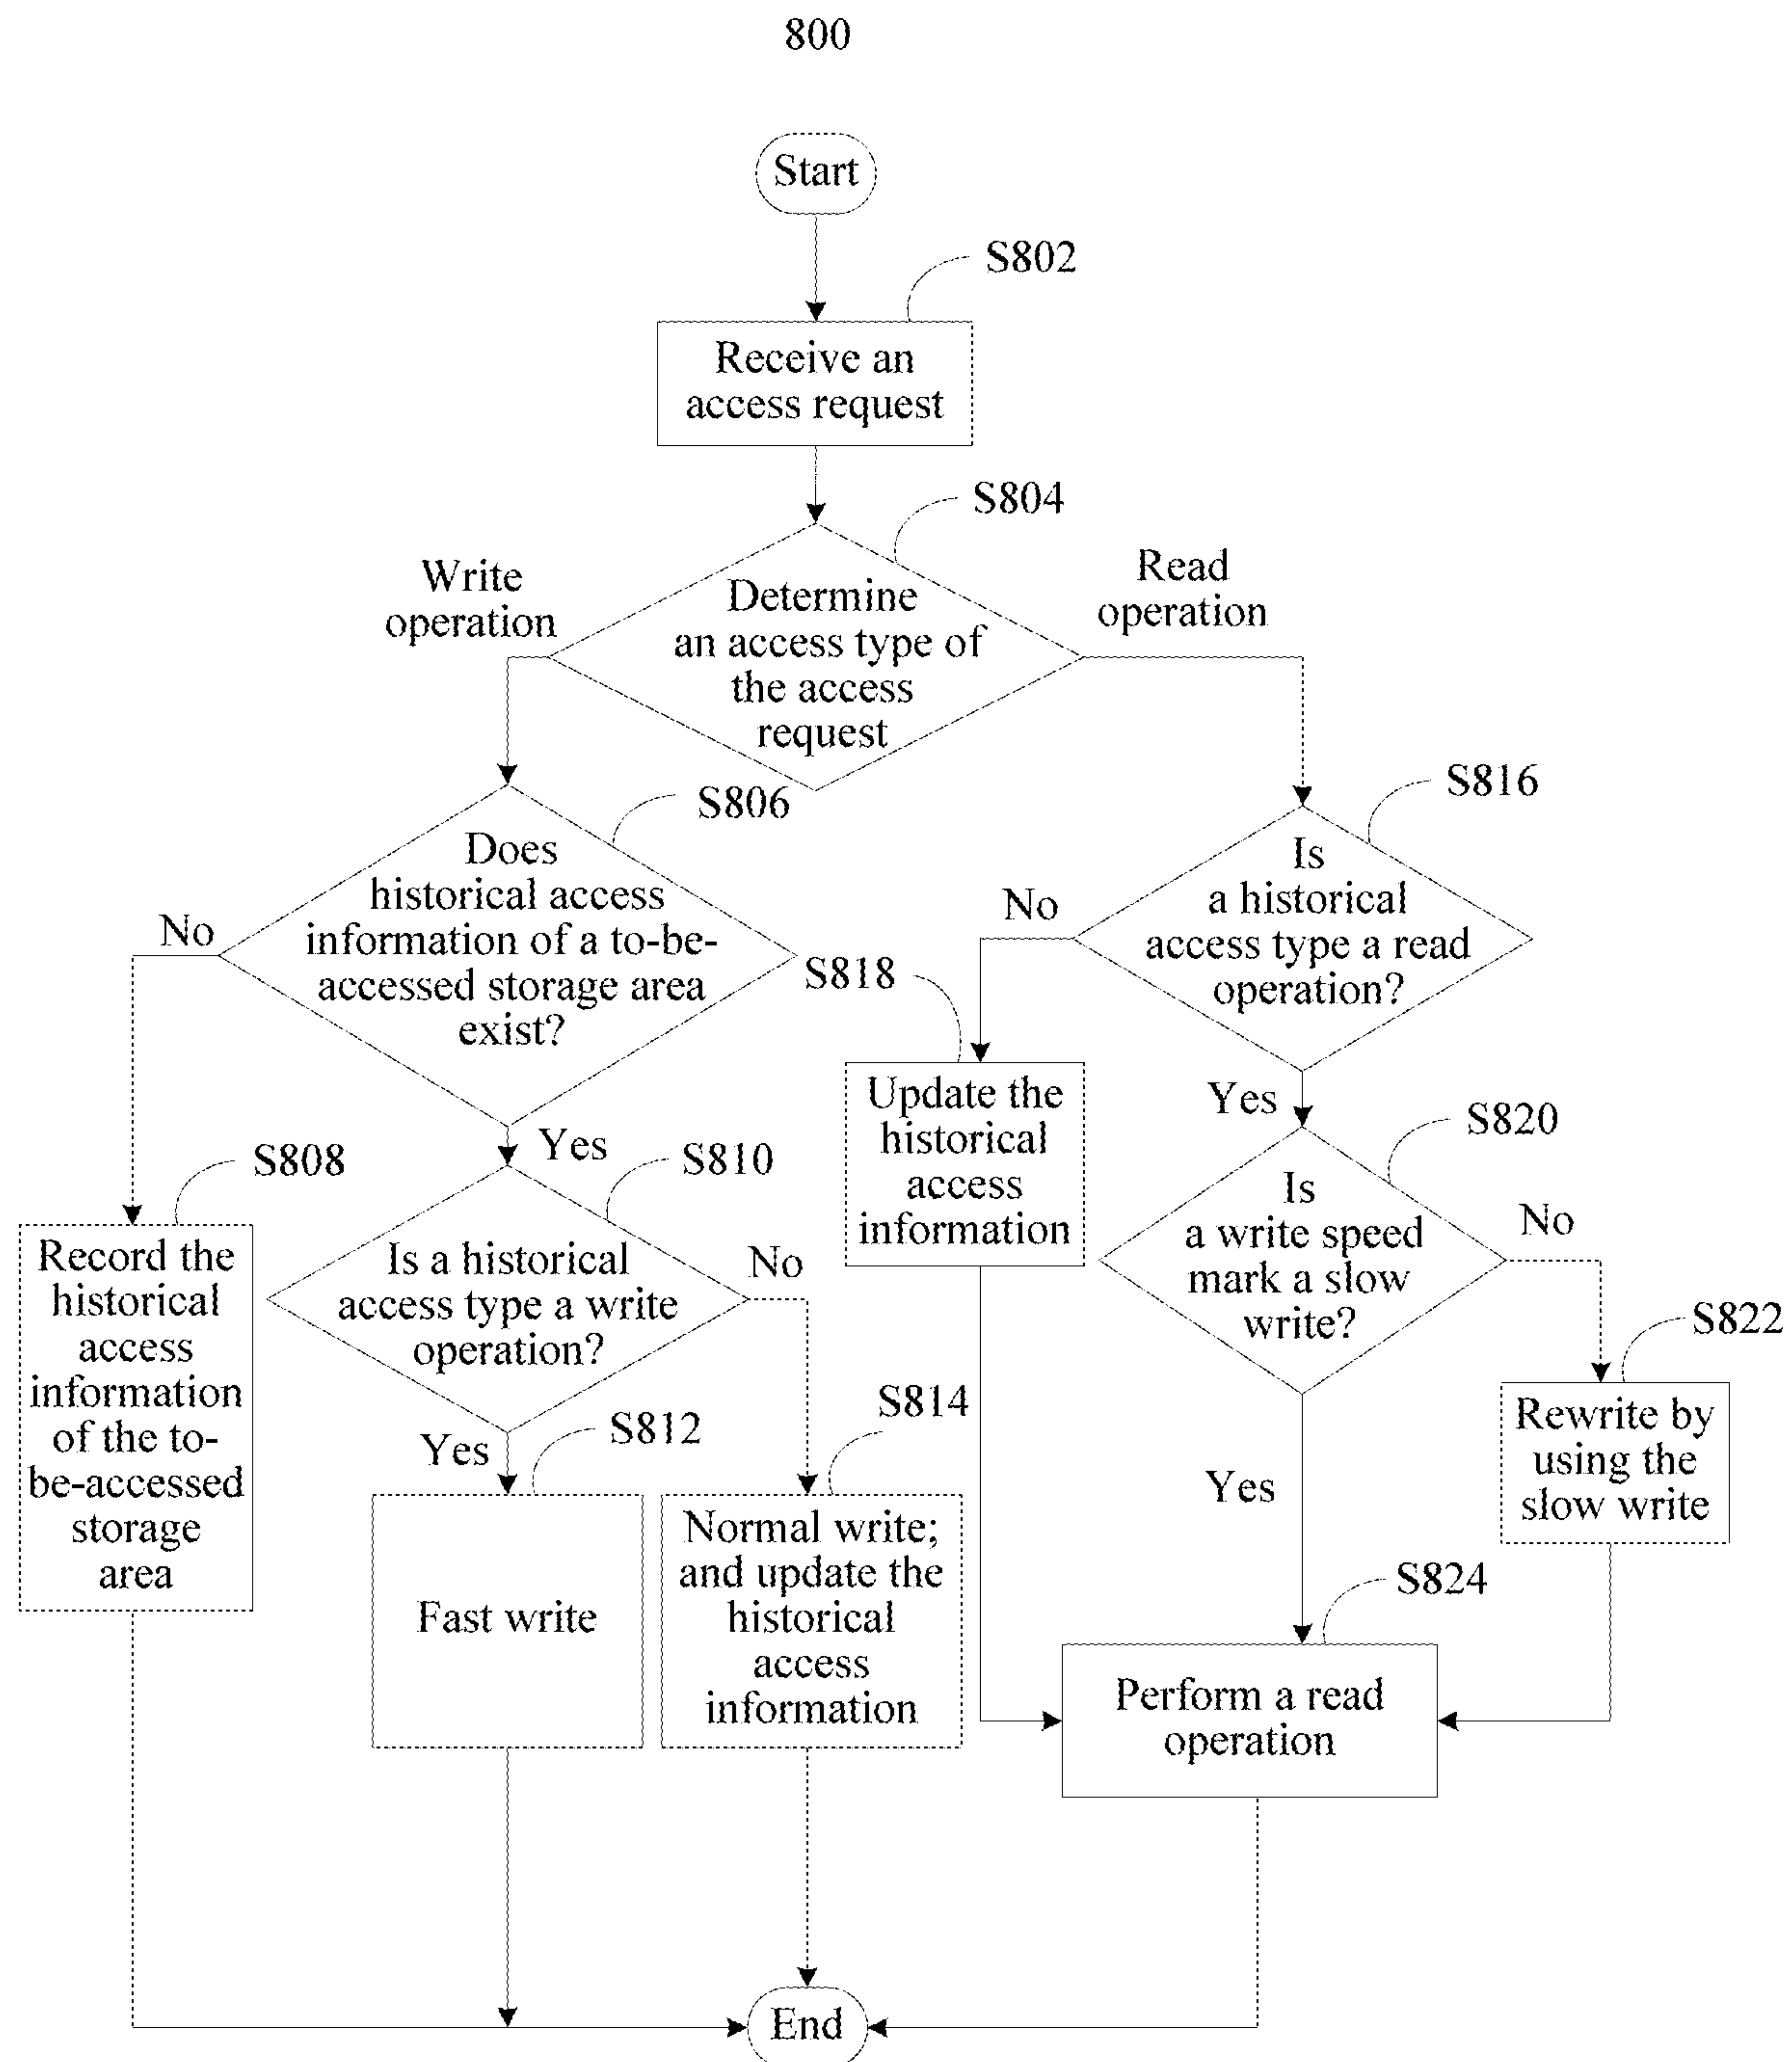 800
Start
S802
Receive an
access request
S804
Write
operation
Read
operation
Determine
an access type of
the access
request
S806
S816
Does
historical access
information of a to-be-
accessed storage area
exist?
No
Is
a historical
access type a read
operation?
No
S818
Yes
Yes
S808
S810
S820
Update the
historical
access
information
Record the
historical
access
information
of the to-
be-accessed
storage
area
Is a historical
access type a write
operation?
No
Is
a write speed
mark a slow
write?
No
S822
Yes
S812
S814
Yes
Rewrite by
using the
slow write
Fast write
Normal write;
and update the
historical
access
information
S824
Perform a read
operation
End